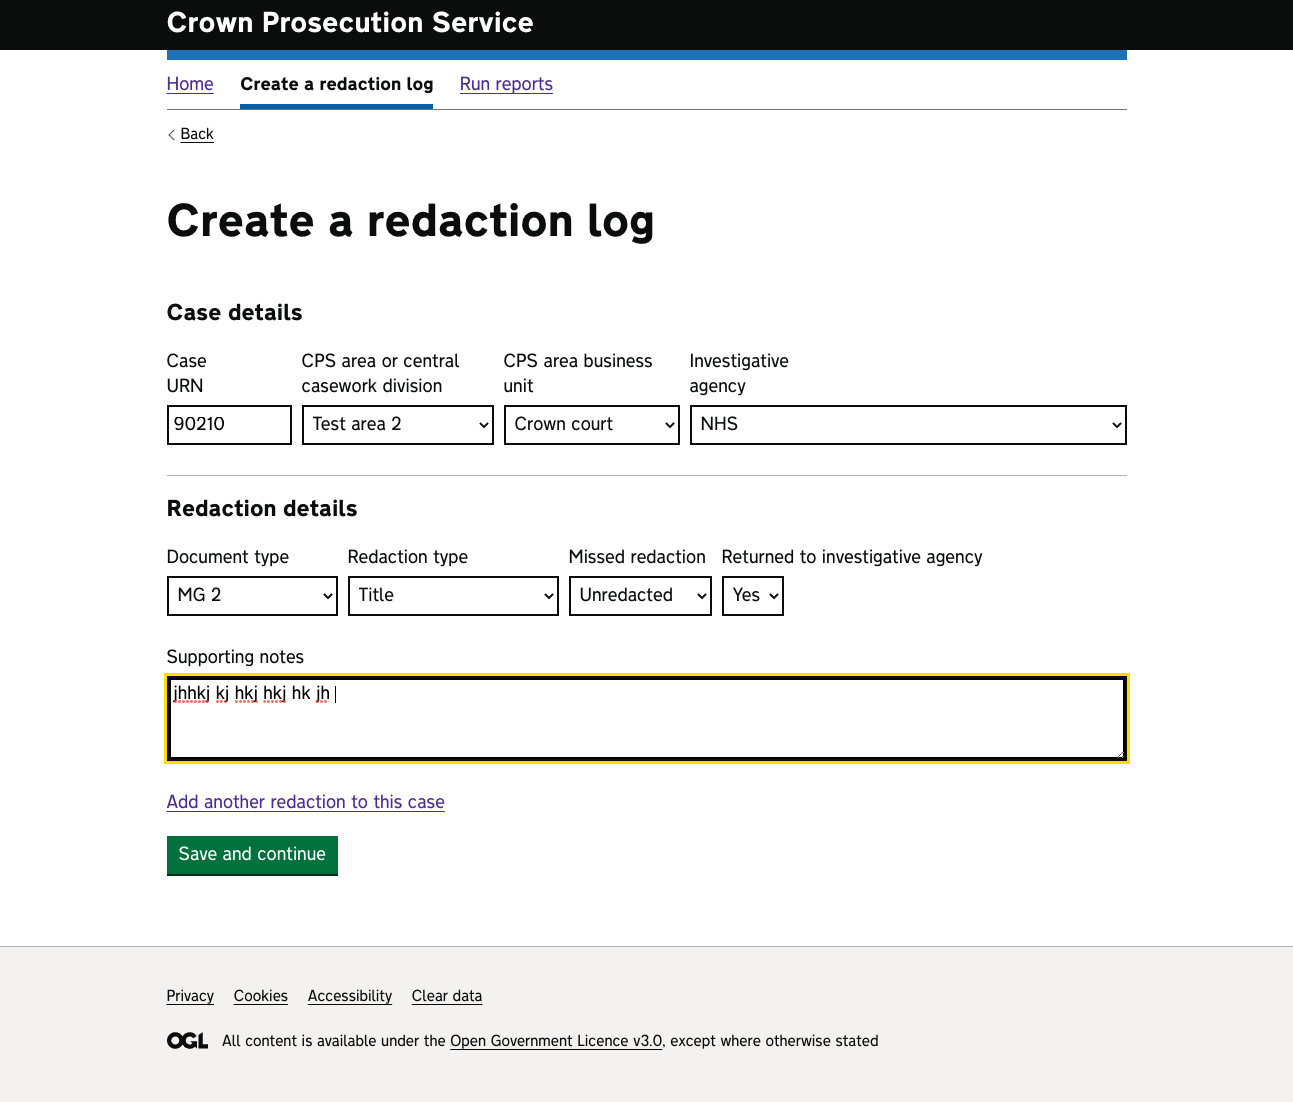 Crown Prosecution Service
Home Create a redaction log Run reports
Back
Create a redaction log
Case details
Case URN
CPS area or central casework division
CPS area business unit
Investigative agency
90210 Test area 2 Crown court NHS
Redaction details
Document type Redaction type Missed redaction Returned to investigative agency
MG 2 Title Unredacted Yes
Supporting notes
jhhkj kj hkj hkj hk jh
Add another redaction to this case
Save and continue
Privacy Cookies Accessibility Clear data
OGL All content is available under the Open Government Licence v3.0, except where otherwise stated